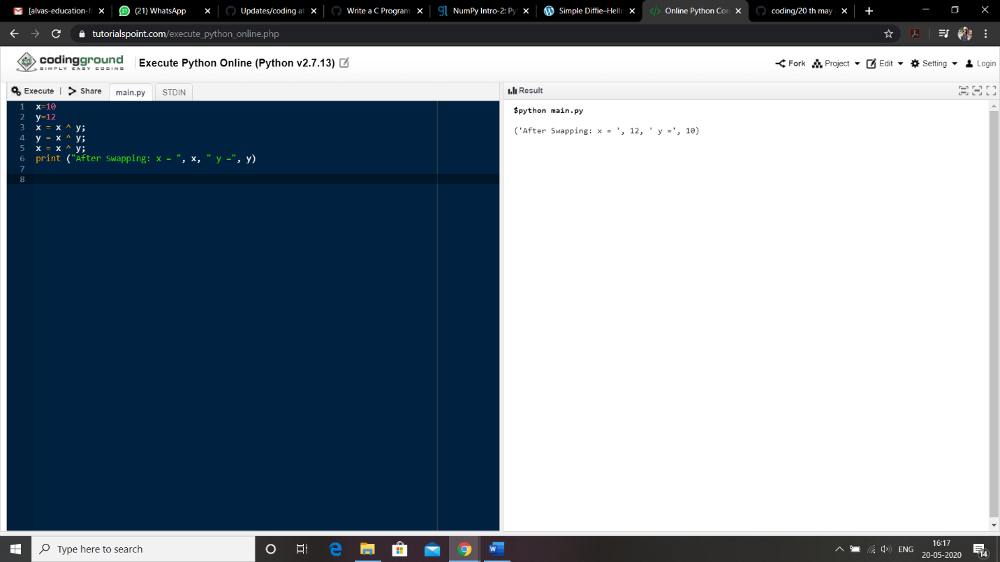 [alvas-education-f
(21) WhatsApp
Updates/coding at
Write a C Program
NumPy Intro-2: Py
Simple Diffie–Hell
Online Python Con
coding/20 th may
tutorialspoint.com/execute_python_online.php
codingground
SIMPLY EASY CODING
Execute Python Online (Python v2.7.13)
Fork
Project
Edit
Setting
Login
Execute | Share
main.py
STDIN
Result
1 x=10
2 y=12
3 x = x ^ y;
4 y = x ^ y;
5 x = x ^ y;
6 print ("After Swapping: x = ", x, " y =", y)
7
8
$python main.py
('After Swapping: x = ', 12, ' y =', 10)
Type here to search
ENG
16:17
20-05-2020
14